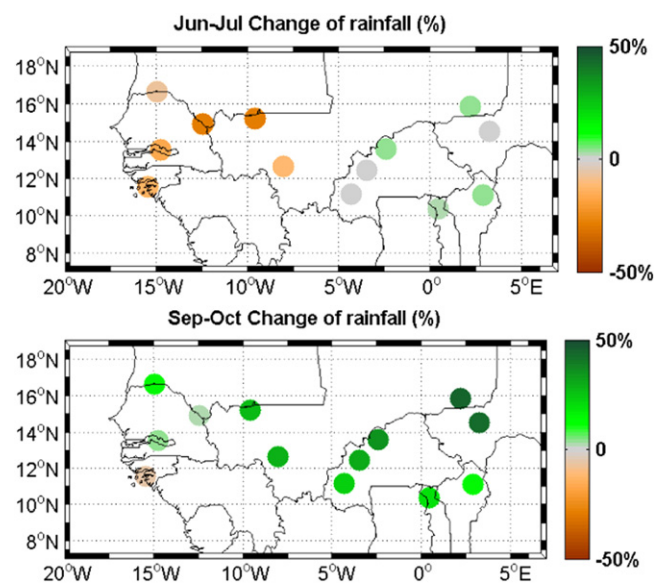 Jun-Jul Change of rainfall (%)
18°N
16°N
14°N
12°N
10°N
8°N
20°W 15°W 10°W 5°W 0° 5°E
50%
0
-50%
Sep-Oct Change of rainfall (%)
18°N
16°N
14°N
12°N
10°N
8°N
20°W 15°W 10°W 5°W 0° 5°E
50%
0
-50%